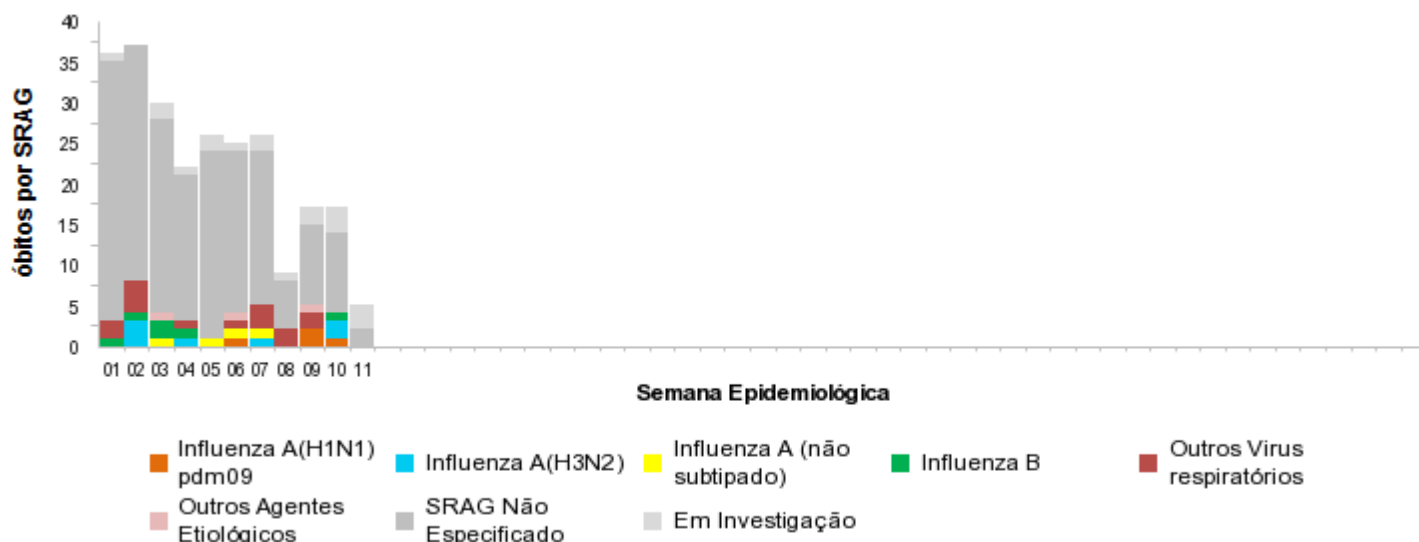 óbitos por SRAG
40
35
30
25
20
15
10
5
0
01 02 03 04 05 06 07 08 09 10 11
Semana Epidemiológica
Influenza A(H1N1)
pdm09
Influenza A(H3N2)
Influenza A (não
subtipado)
Influenza B
Outros Virus
respiratórios
Outros Agentes
Etiológicos
SRAG Não
Especificado
Em Investigação